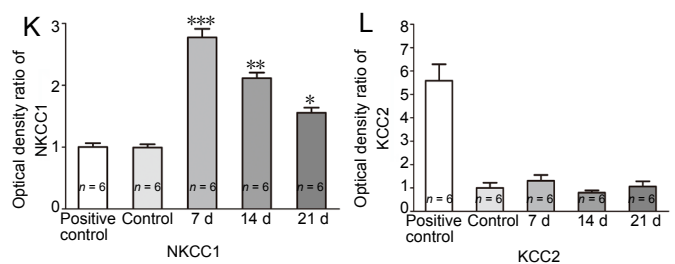 K
Optical density ratio of
NKCC1
3
2
1
0
***
**
*
n = 6
n = 6
n = 6
n = 6
n = 6
Positive control
Control
7 d
14 d
21 d
NKCC1
L
Optical density ratio of
KCC2
8
7
6
5
4
3
2
1
0
n = 6
n = 6
n = 6
n = 6
n = 6
Positive control
Control
7 d
14 d
21 d
KCC2